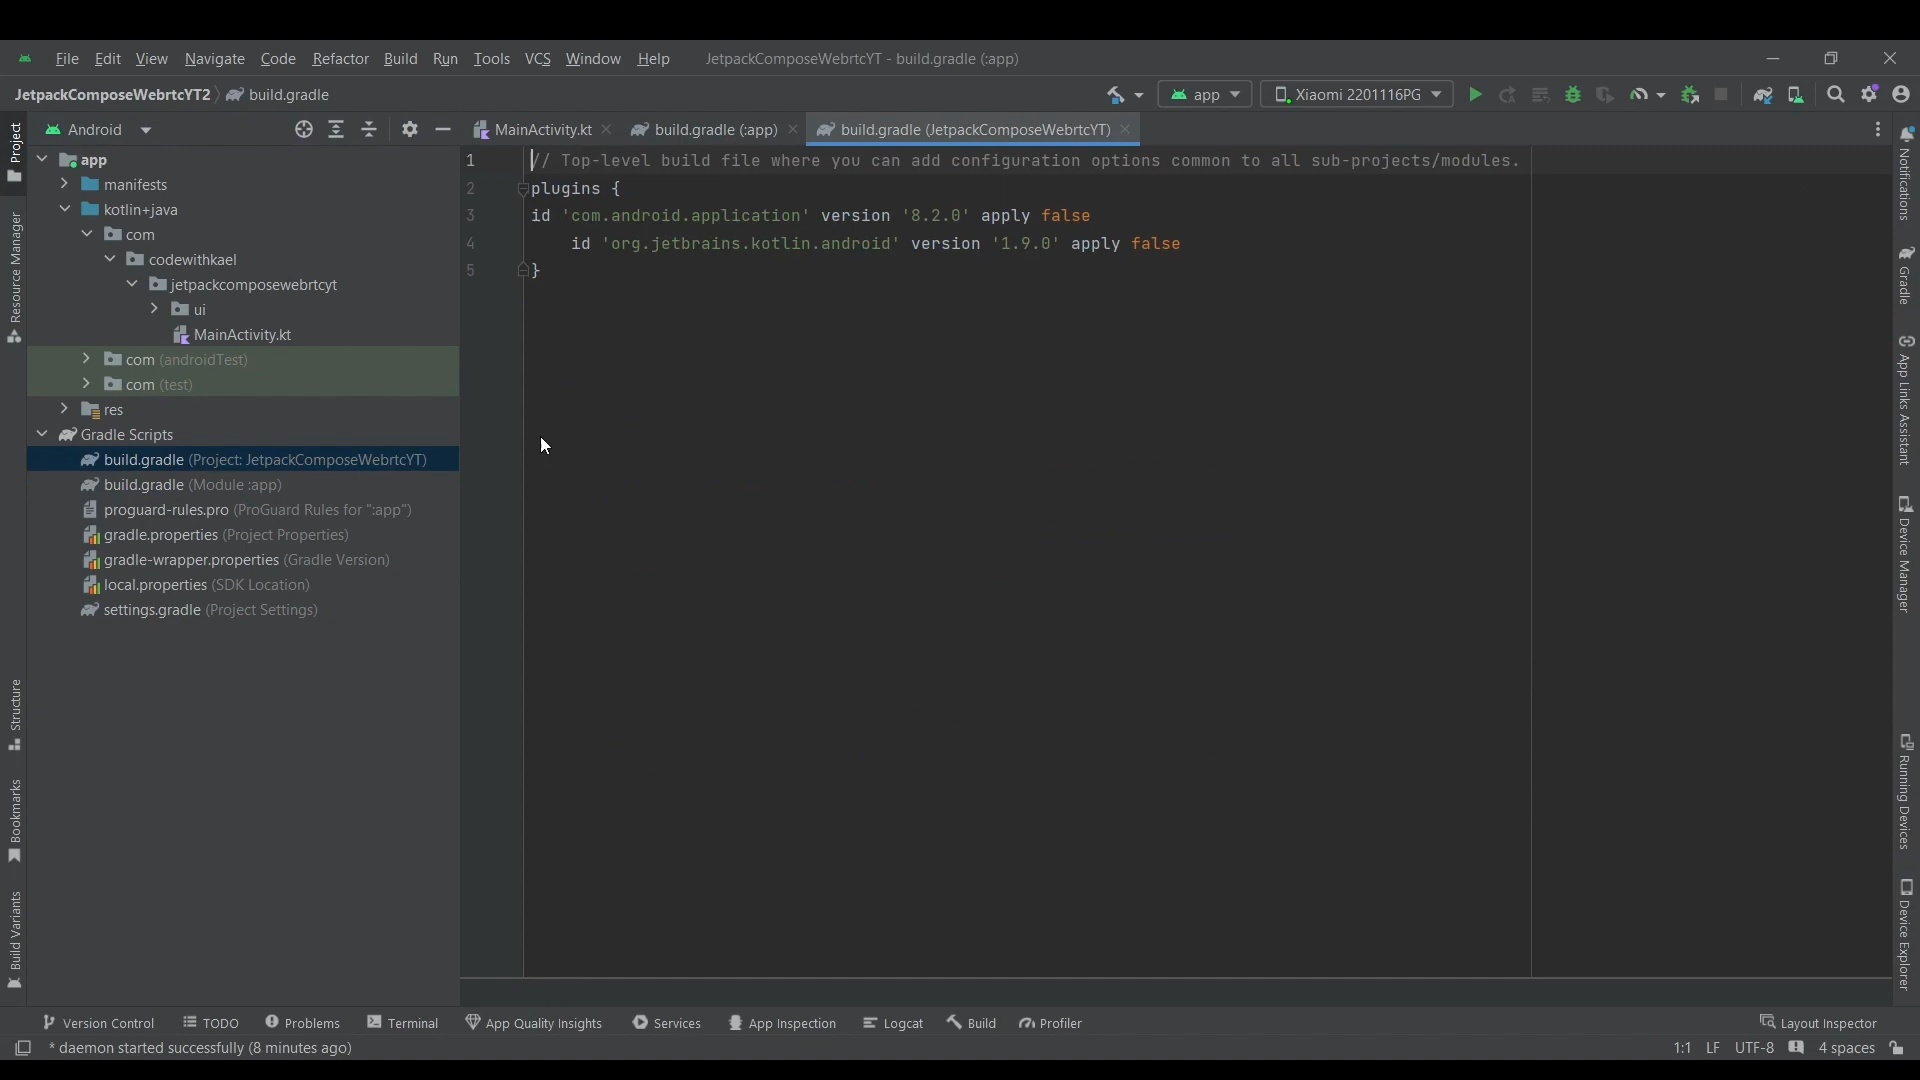 File Edit View Navigate Code Refactor Build Run Tools VCS Window Help JetpackComposeWebrtcYT - build.gradle (:app)
JetpackComposeWebrtcYT2 build.gradle app Xiaomi 2201116PG
Android MainActivity.kt build.gradle (:app) build.gradle (JetpackComposeWebrtcYT)
Project
Resource Manager
Structure
Bookmarks
Build Variants
app
manifests
kotlin+java
com
codewithkael
jetpackcomposewebrtcyt
ui
MainActivity.kt
com (androidTest)
com (test)
res
Gradle Scripts
build.gradle (Project: JetpackComposeWebrtcYT)
build.gradle (Module :app)
proguard-rules.pro (ProGuard Rules for ":app")
gradle.properties (Project Properties)
gradle-wrapper.properties (Gradle Version)
local.properties (SDK Location)
settings.gradle (Project Settings)
1 // Top-level build file where you can add configuration options common to all sub-projects/modules.
2 plugins {
3 id 'com.android.application' version '8.2.0' apply false
4 id 'org.jetbrains.kotlin.android' version '1.9.0' apply false
5 }
Notifications
Gradle
App Links Assistant
Device Manager
Running Devices
Device Explorer
Version Control TODO Problems Terminal App Quality Insights Services App Inspection Logcat Build Profiler Layout Inspector
* daemon started successfully (8 minutes ago) 1:1 LF UTF-8 4 spaces